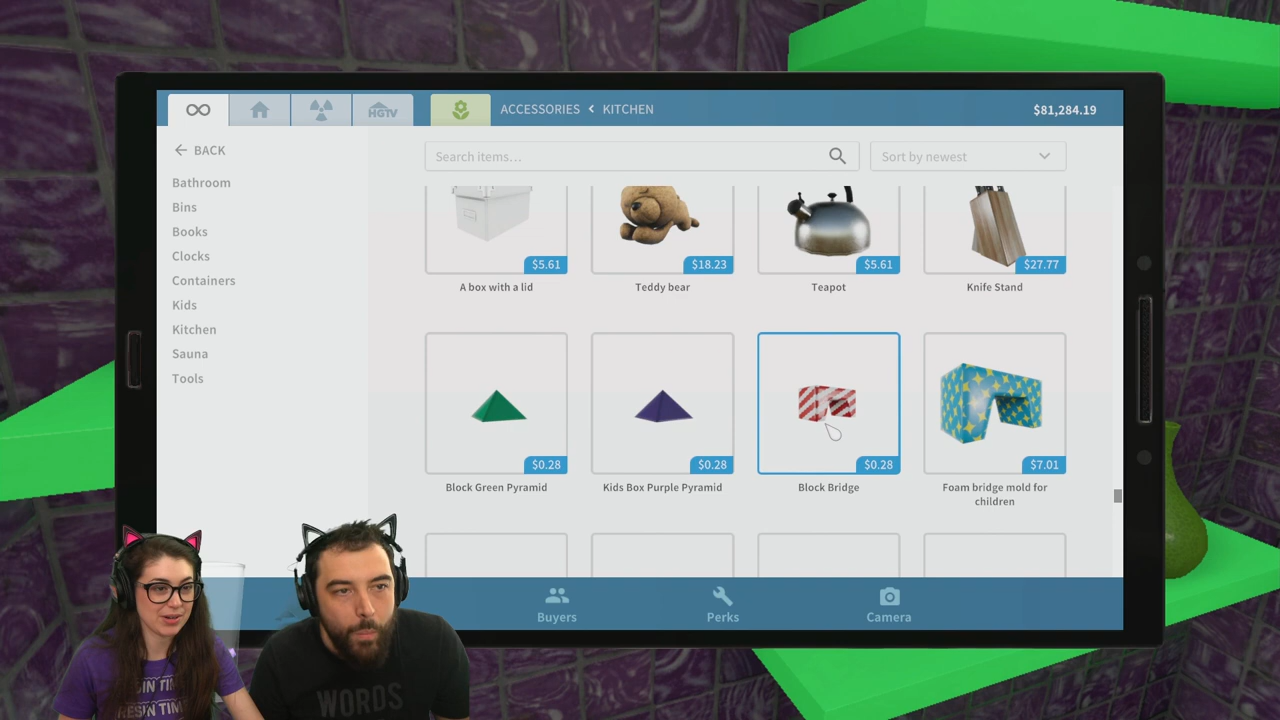 HGTV
ACCESSORIES < KITCHEN
$81,284.19
BACK
Search items...
Sort by newest
Bathroom
Bins
Books
Clocks
Containers
Kids
Kitchen
Sauna
Tools
$5.61
$18.23
$5.61
$27.77
A box with a lid
Teddy bear
Teapot
Knife Stand
$0.28
$0.28
$0.28
$7.01
Block Green Pyramid
Kids Box Purple Pyramid
Block Bridge
Foam bridge mold for
children
Buyers
Perks
Camera
RESIN TIME
WORDS